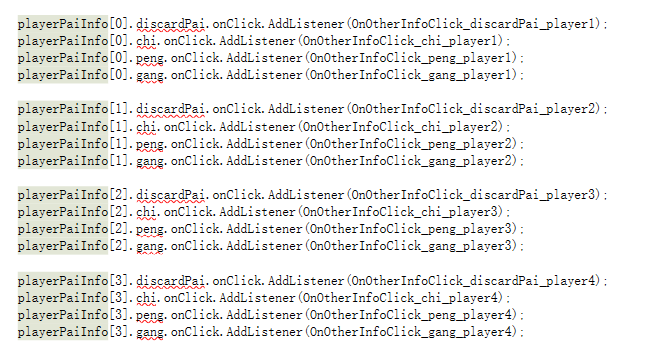 playerPaiInfo[0].discardPai.onClick.AddListener(OnOtherInfoClick_discardPai_player1);
playerPaiInfo[0].chi.onClick.AddListener(OnOtherInfoClick_chi_player1);
playerPaiInfo[0].peng.onClick.AddListener(OnOtherInfoClick_peng_player1);
playerPaiInfo[0].gang.onClick.AddListener(OnOtherInfoClick_gang_player1);
playerPaiInfo[1].discardPai.onClick.AddListener(OnOtherInfoClick_discardPai_player2);
playerPaiInfo[1].chi.onClick.AddListener(OnOtherInfoClick_chi_player2);
playerPaiInfo[1].peng.onClick.AddListener(OnOtherInfoClick_peng_player2);
playerPaiInfo[1].gang.onClick.AddListener(OnOtherInfoClick_gang_player2);
playerPaiInfo[2].discardPai.onClick.AddListener(OnOtherInfoClick_discardPai_player3);
playerPaiInfo[2].chi.onClick.AddListener(OnOtherInfoClick_chi_player3);
playerPaiInfo[2].peng.onClick.AddListener(OnOtherInfoClick_peng_player3);
playerPaiInfo[2].gang.onClick.AddListener(OnOtherInfoClick_gang_player3);
playerPaiInfo[3].discardPai.onClick.AddListener(OnOtherInfoClick_discardPai_player4);
playerPaiInfo[3].chi.onClick.AddListener(OnOtherInfoClick_chi_player4);
playerPaiInfo[3].peng.onClick.AddListener(OnOtherInfoClick_peng_player4);
playerPaiInfo[3].gang.onClick.AddListener(OnOtherInfoClick_gang_player4);